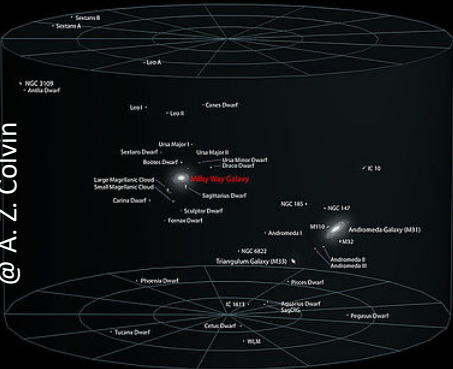 Sextans B
Sextans A
Leo A
NGC 3109
Antlia Dwarf
Leo I
Leo II
Canes Dwarf
Ursa Major I
Sextans Dwarf
Ursa Major II
Bootes Dwarf
Ursa Minor Dwarf
Draco Dwarf
IC 10
Large Magellanic Cloud
Small Magellanic Cloud
Milky Way Galaxy
Sagittarius Dwarf
Carina Dwarf
Sculptor Dwarf
Fornax Dwarf
NGC 185
NGC 147
M110
Andromeda Galaxy (M31)
Andromeda I
M32
NGC 6822
Triangulum Galaxy (M33)
Andromeda II
Andromeda III
Phoenix Dwarf
Pisces Dwarf
IC 1613
Aquarius Dwarf
SagDIG
Pegasus Dwarf
Cetus Dwarf
Tucana Dwarf
WLM
@ A. Z. Colvin